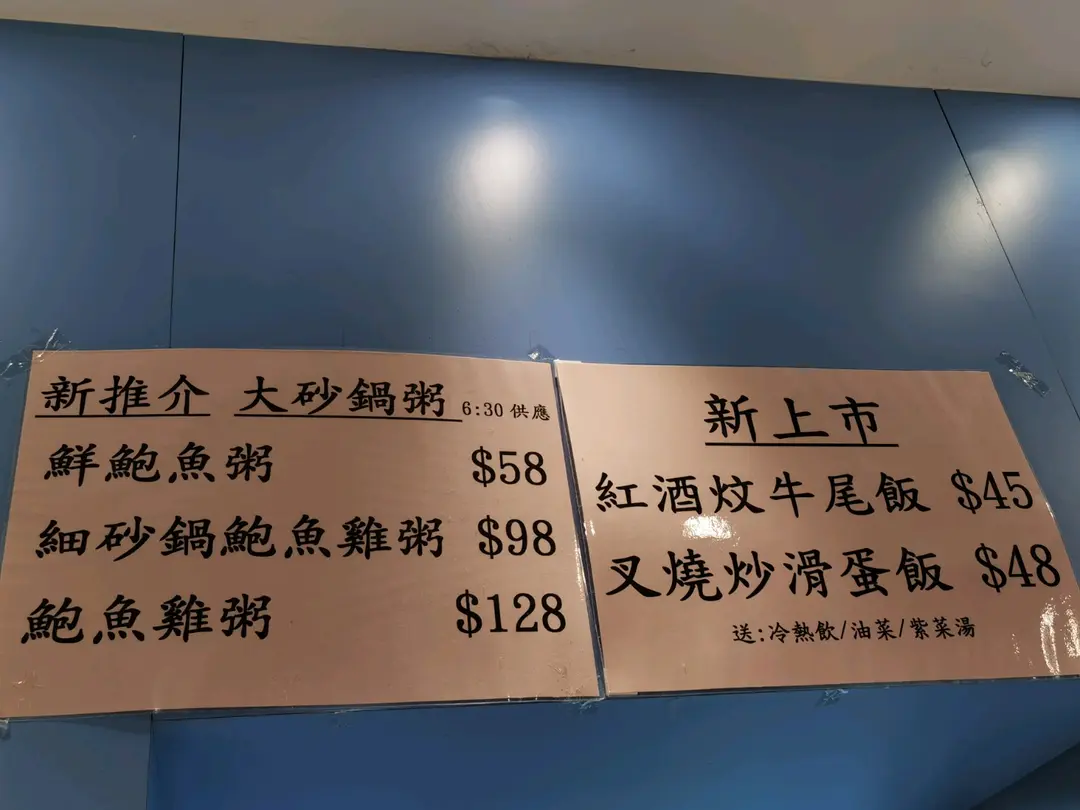 新推介 大砂鍋粥 6:30 供應
鮮鮑魚粥 $58
細砂鍋鮑魚雞粥 $98
鮑魚雞粥 $128
新上市
紅酒炆牛尾飯 $45
叉燒炒滑蛋飯 $48
送:冷熱飲/油菜/紫菜湯